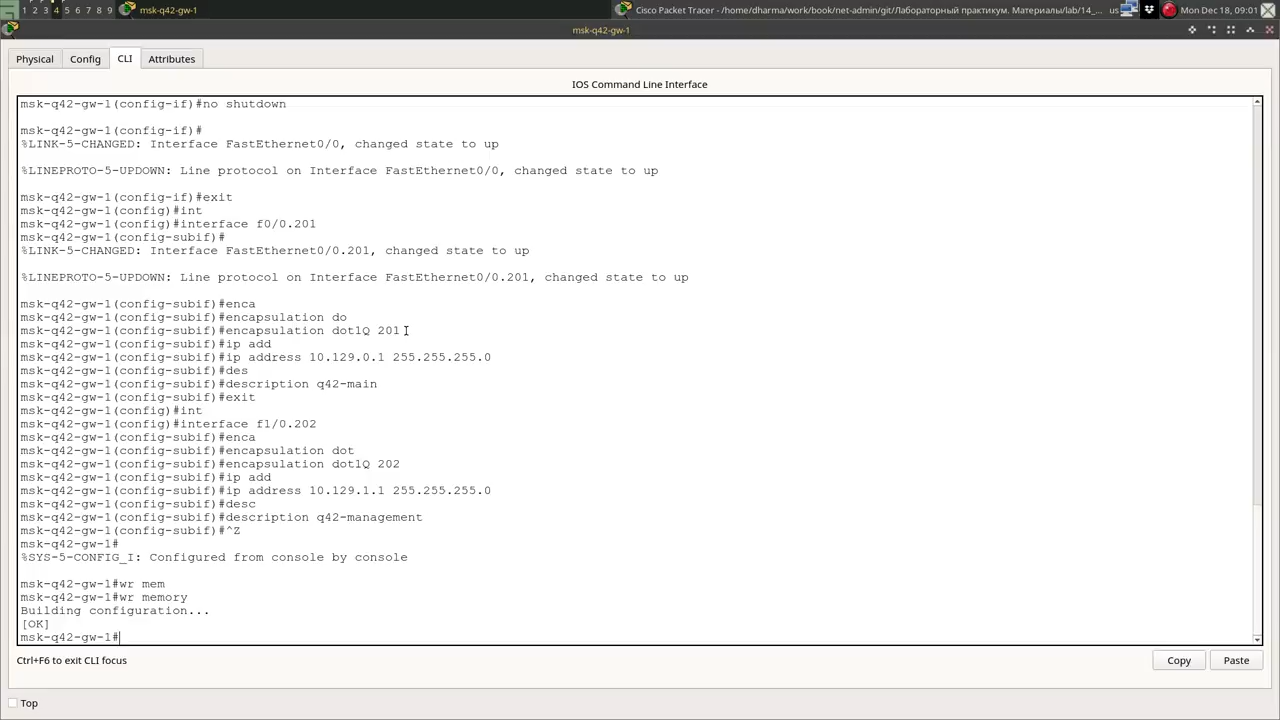 1 2 3 4 5 6 7 8 9
msk-q42-gw-1
Cisco Packet Tracer - /home/dharma/work/book/net-admin/git/Лабораторный практикум. Материалы/lab/14_...
us
Mon Dec 18, 09:01
msk-q42-gw-1
Physical
Config
CLI
Attributes
IOS Command Line Interface
msk-q42-gw-1(config-if)#no shutdown
msk-q42-gw-1(config-if)#
%LINK-5-CHANGED: Interface FastEthernet0/0, changed state to up
%LINEPROTO-5-UPDOWN: Line protocol on Interface FastEthernet0/0, changed state to up
msk-q42-gw-1(config-if)#exit
msk-q42-gw-1(config)#int
msk-q42-gw-1(config)#interface f0/0.201
msk-q42-gw-1(config-subif)#
%LINK-5-CHANGED: Interface FastEthernet0/0.201, changed state to up
%LINEPROTO-5-UPDOWN: Line protocol on Interface FastEthernet0/0.201, changed state to up
msk-q42-gw-1(config-subif)#enca
msk-q42-gw-1(config-subif)#encapsulation do
msk-q42-gw-1(config-subif)#encapsulation dot1Q 201
msk-q42-gw-1(config-subif)#ip add
msk-q42-gw-1(config-subif)#ip address 10.129.0.1 255.255.255.0
msk-q42-gw-1(config-subif)#des
msk-q42-gw-1(config-subif)#description q42-main
msk-q42-gw-1(config-subif)#exit
msk-q42-gw-1(config)#int
msk-q42-gw-1(config)#interface f1/0.202
msk-q42-gw-1(config-subif)#enca
msk-q42-gw-1(config-subif)#encapsulation dot
msk-q42-gw-1(config-subif)#encapsulation dot1Q 202
msk-q42-gw-1(config-subif)#ip add
msk-q42-gw-1(config-subif)#ip address 10.129.1.1 255.255.255.0
msk-q42-gw-1(config-subif)#desc
msk-q42-gw-1(config-subif)#description q42-management
msk-q42-gw-1(config-subif)#^Z
msk-q42-gw-1#
%SYS-5-CONFIG_I: Configured from console by console
msk-q42-gw-1#wr mem
msk-q42-gw-1#wr memory
Building configuration...
[OK]
msk-q42-gw-1#
Ctrl+F6 to exit CLI focus
Copy
Paste
Top